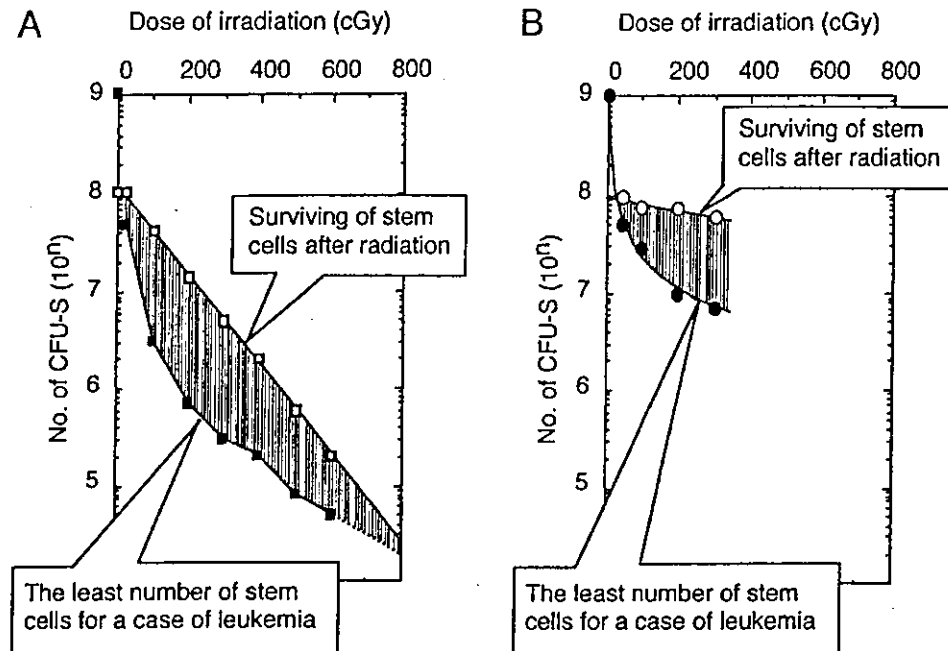 A
Dose of irradiation (cGy)
0 200 400 600 800
9
8
7
6
5
No. of CFU-S (10ⁿ)
Surviving of stem
cells after radiation
The least number of stem
cells for a case of leukemia
B
Dose of irradiation (cGy)
0 200 400 600 800
9
8
7
6
5
No. of CFU-S (10ⁿ)
Surviving of stem
cells after radiation
The least number of stem
cells for a case of leukemia